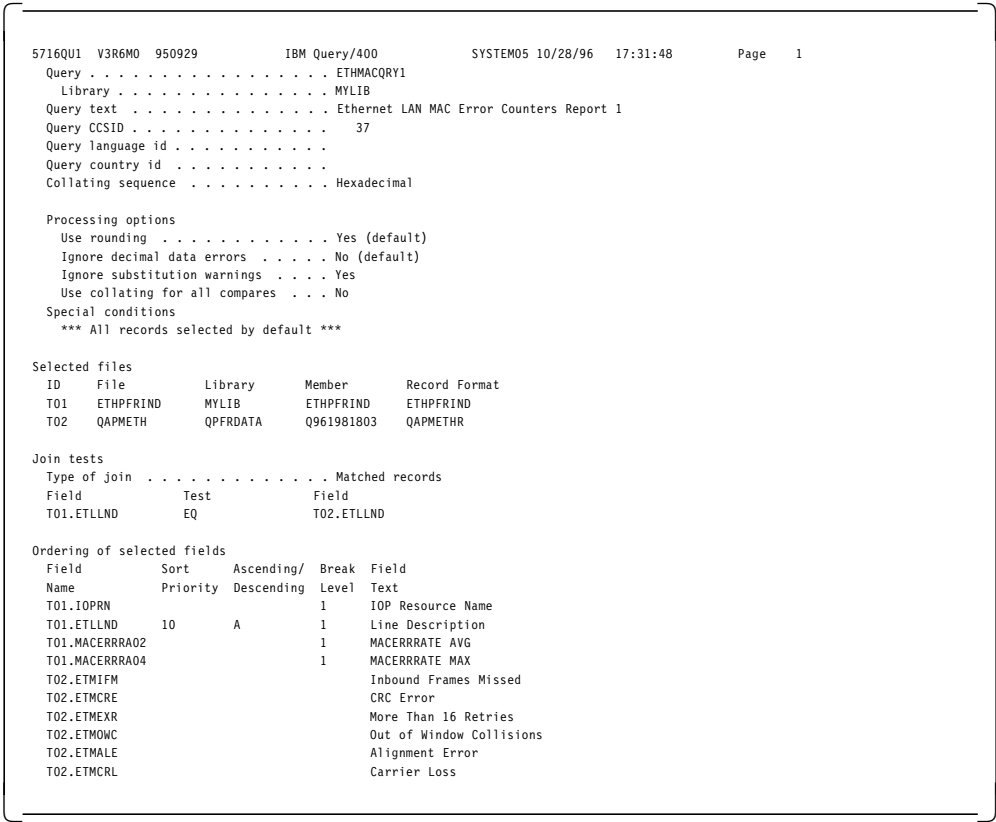 5716QU1 V3R6M0 950929 IBM Query/400 SYSTEM05 10/28/96 17:31:48 Page 1
Query . . . . . . . . . . . . . . . . . ETHMACQRY1
Library . . . . . . . . . . . . . . . MYLIB
Query text . . . . . . . . . . . . . . Ethernet LAN MAC Error Counters Report 1
Query CCSID . . . . . . . . . . . . . . 37
Query language id . . . . . . . . . . .
Query country id . . . . . . . . . . .
Collating sequence . . . . . . . . . . Hexadecimal
Processing options
Use rounding . . . . . . . . . . . . Yes (default)
Ignore decimal data errors . . . . . No (default)
Ignore substitution warnings . . . . Yes
Use collating for all compares . . . No
Special conditions
*** All records selected by default ***
Selected files
ID File Library Member Record Format
T01 ETHPFRIND MYLIB ETHPFRIND ETHPFRIND
T02 QAPMETH QPFRDATA Q961981803 QAPMETHR
Join tests
Type of join . . . . . . . . . . . . . Matched records
Field Test Field
T01.ETLLND EQ T02.ETLLND
Ordering of selected fields
Field Sort Ascending/ Break Field
Name Priority Descending Level Text
T01.IOPRN 1 IOP Resource Name
T01.ETLLND 10 A 1 Line Description
T01.MACERRRA02 1 MACERRRATE AVG
T01.MACERRRA04 1 MACERRRATE MAX
T02.ETMIFM Inbound Frames Missed
T02.ETMCRE CRC Error
T02.ETMEXR More Than 16 Retries
T02.ETMOWC Out of Window Collisions
T02.ETMALE Alignment Error
T02.ETMCRL Carrier Loss